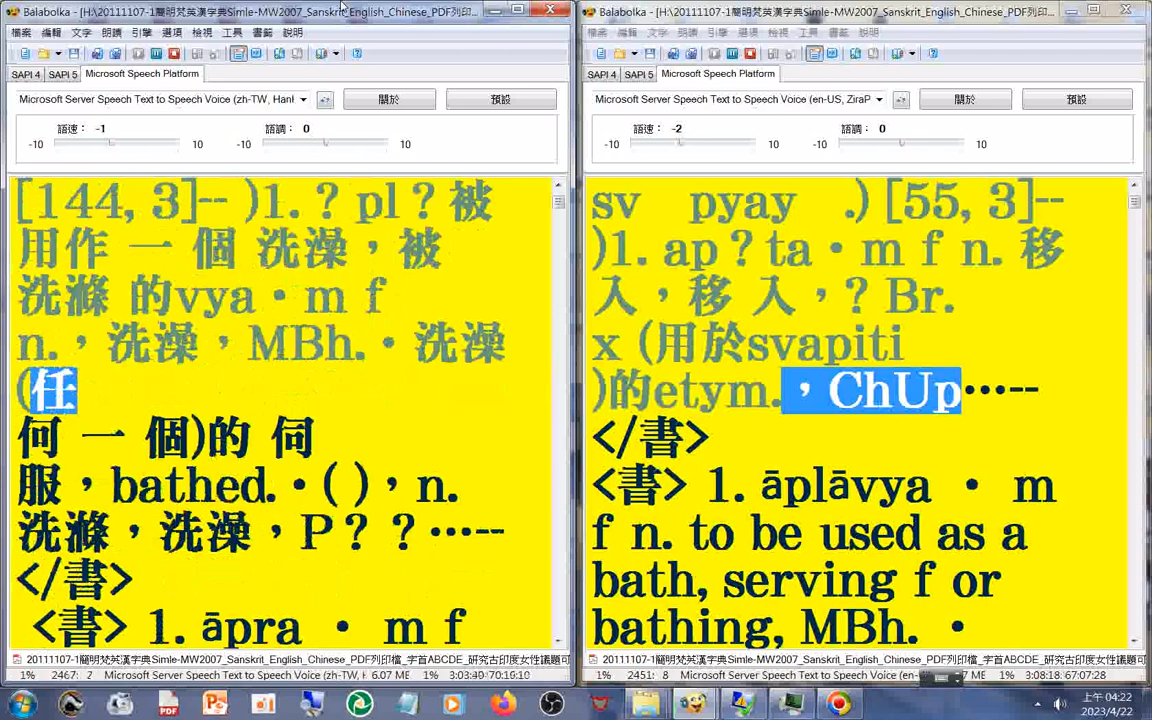 Balabolka - [H:\20111107-1簡明梵英漢字典Simle-MW2007_Sanskrit_English_Chinese_PDF列印...
檔案 編輯 文字 朗讀 引擎 選項 檢視 工具 書籤 說明
SAPI 4 SAPI 5 Microsoft Speech Platform
Microsoft Server Speech Text to Speech Voice (zh-TW, Hanl
關於 預設
語速： -1 語調： 0
-10 10 -10 10
[144, 3]-- )1. ? pl ? 被
用作 一 個 洗澡，被
洗滌 的vya・m f
n.，洗澡，MBh.・洗澡
(任
何 一 個)的 伺
服，bathed.・( )，n.
洗滌，洗澡，P？？…--
</書>
<書> 1. āpra ・ m f
20111107-1簡明梵英漢字典Simle-MW2007_Sanskrit_English_Chinese_PDF列印檔_字首ABCDE_研究古印度女性議題可
1% 2467: 2 Microsoft Server Speech Text to Speech Voice (zh-TW, H 6.07 MB 1%
Balabolka - [H:\20111107-1簡明梵英漢字典Simle-MW2007_Sanskrit_English_Chinese_PDF列印...
檔案 編輯 文字 朗讀 引擎 選項 檢視 工具 書籤 說明
SAPI 4 SAPI 5 Microsoft Speech Platform
Microsoft Server Speech Text to Speech Voice (en-US, ZiraP
關於 預設
語速： -2 語調： 0
-10 10 -10 10
sv pyay .) [55, 3]--
)1. ap？ta・m f n. 移
入，移 入，? Br.
x (用於svapiti
)的etym.，ChUp…--
</書>
<書> 1. āplāvya ・ m
f n. to be used as a
bath, serving f or
bathing, MBh. ・
20111107-1簡明梵英漢字典Simle-MW2007_Sanskrit_English_Chinese_PDF列印檔_字首ABCDE_研究古印度女性議題可
1% 2451: 8 Microsoft Server Speech Text to Speech Voice 1% 3:08:18.67/07:28
上午 04:22
2023/4/22